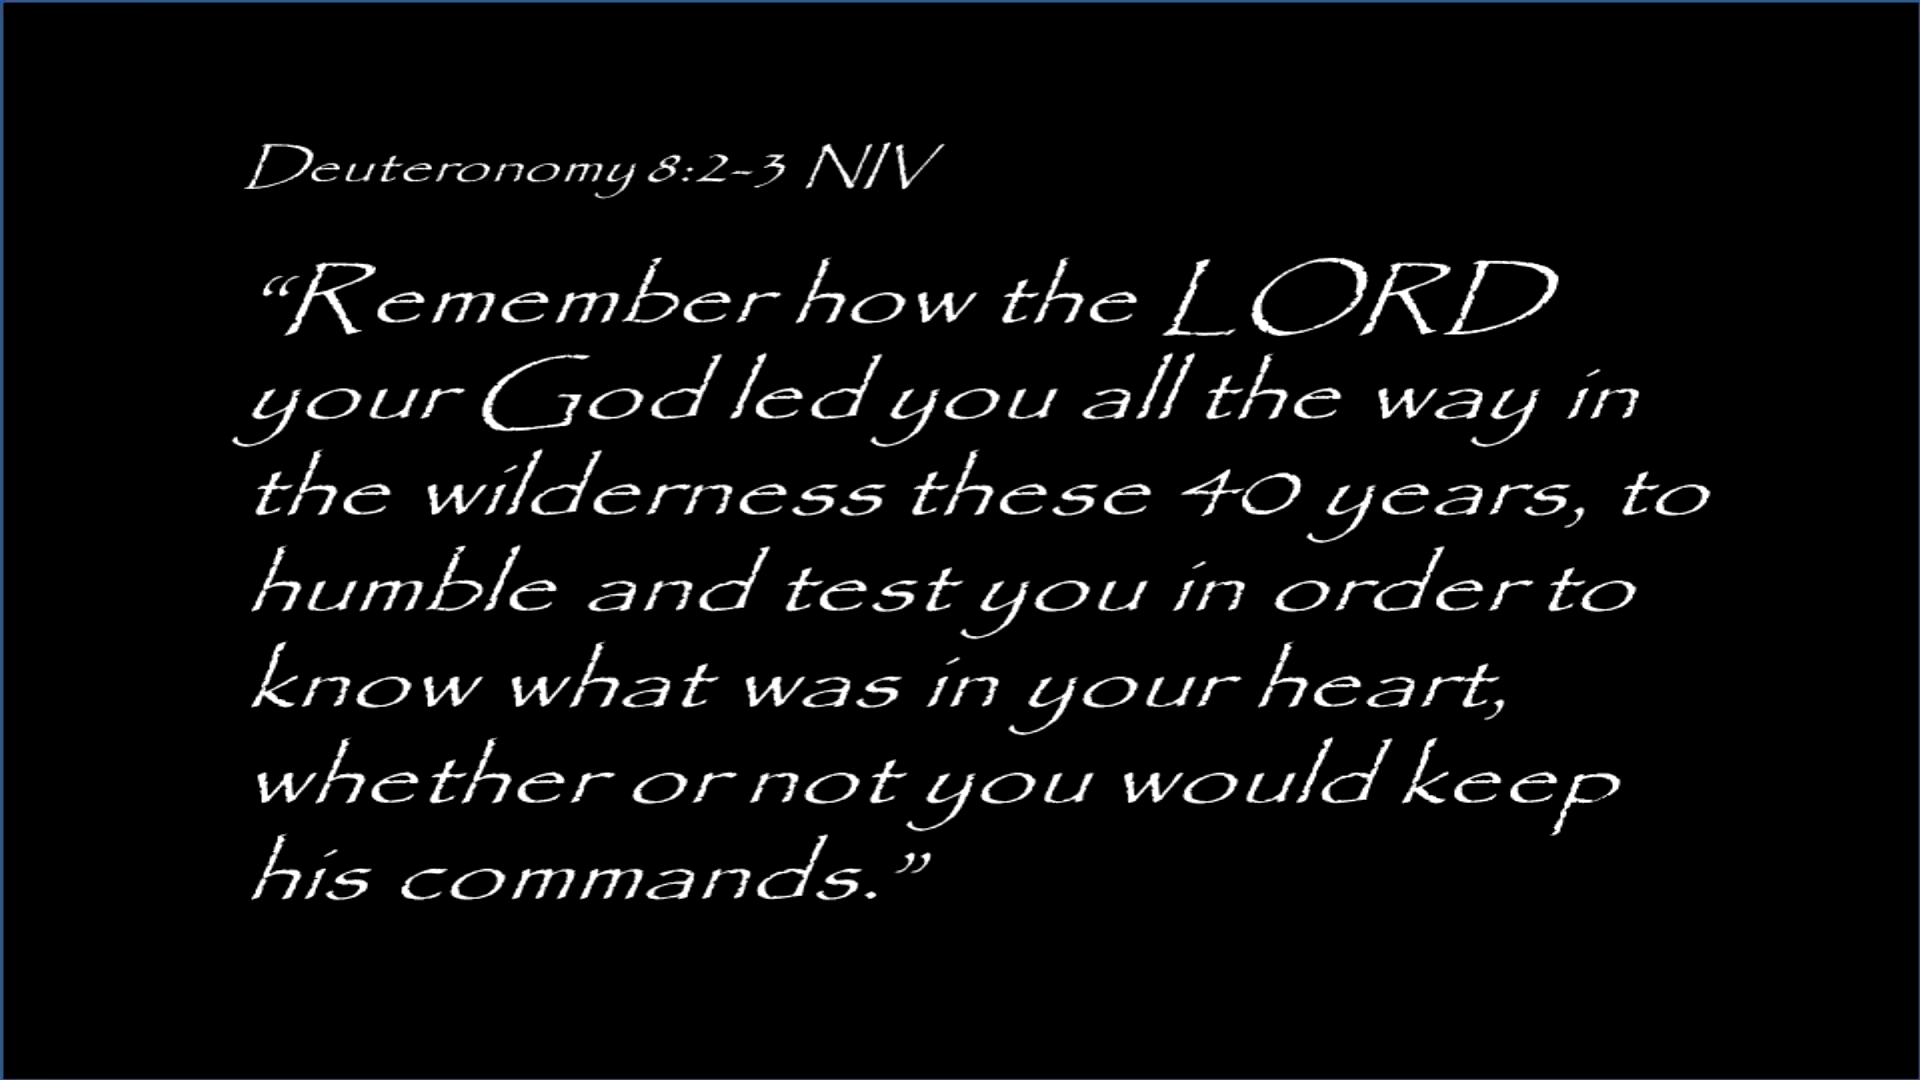 Deuteronomy 8:2-3 NIV
“Remember how the LORD
your God led you all the way in
the wilderness these 40 years, to
humble and test you in order to
know what was in your heart,
whether or not you would keep
his commands.”